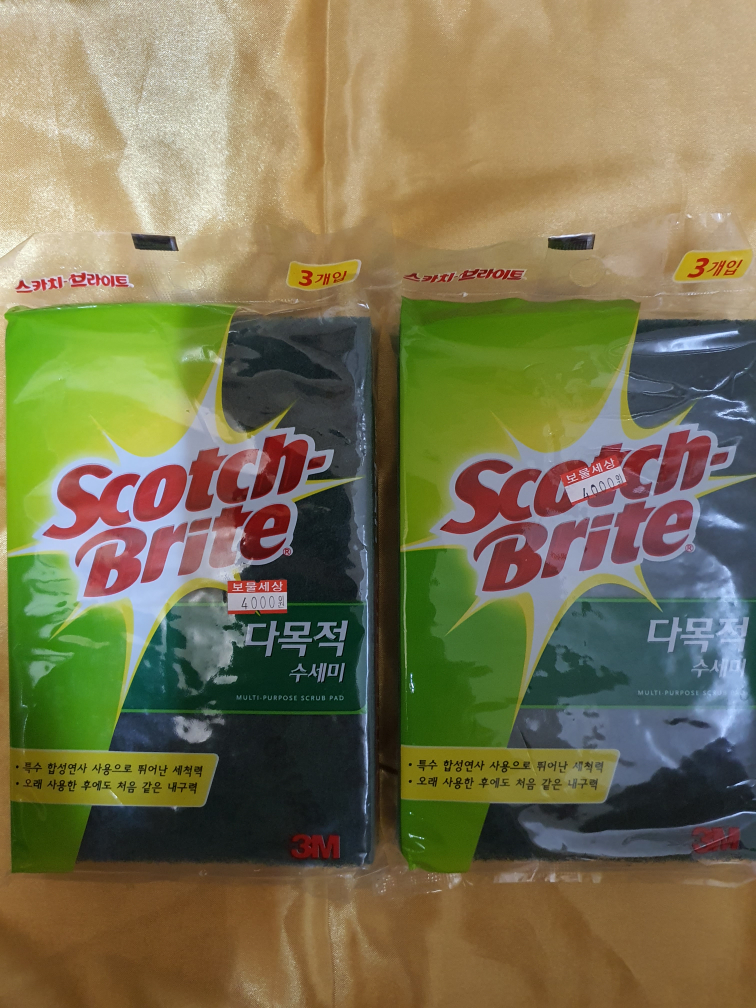 스카치-브라이트
3개입
Scotch-
Brite
보물세상
4000원
다목적
수세미
MULTI-PURPOSE SCRUB PAD
• 특수 합성연사 사용으로 뛰어난 세척력
• 오래 사용한 후에도 처음 같은 내구력
3M
스카치-브라이트
3개입
Scotch-
Brite
보물세상
4000원
다목적
수세미
MULTI-PURPOSE SCRUB PAD
• 특수 합성연사 사용으로 뛰어난 세척력
• 오래 사용한 후에도 처음 같은 내구력
3M